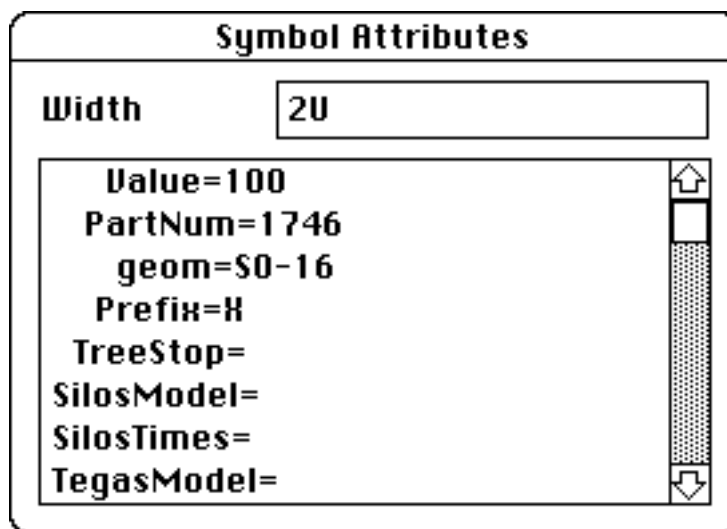 Symbol Attributes
Width
2U
Value=100
PartNum=1746
geom=SO-16
Prefix=X
TreeStop=
SilosModel=
SilosTimes=
TegasModel=